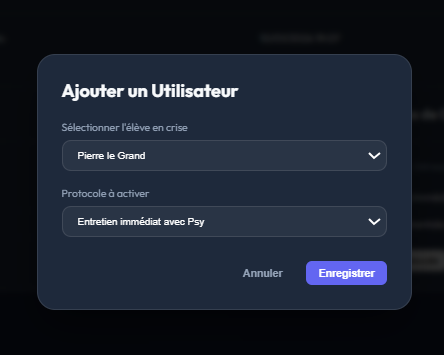 Ajouter un Utilisateur
Sélectionner l'élève en crise
Pierre le Grand
Protocole à activer
Entretien immédiat avec Psy
Annuler
Enregistrer